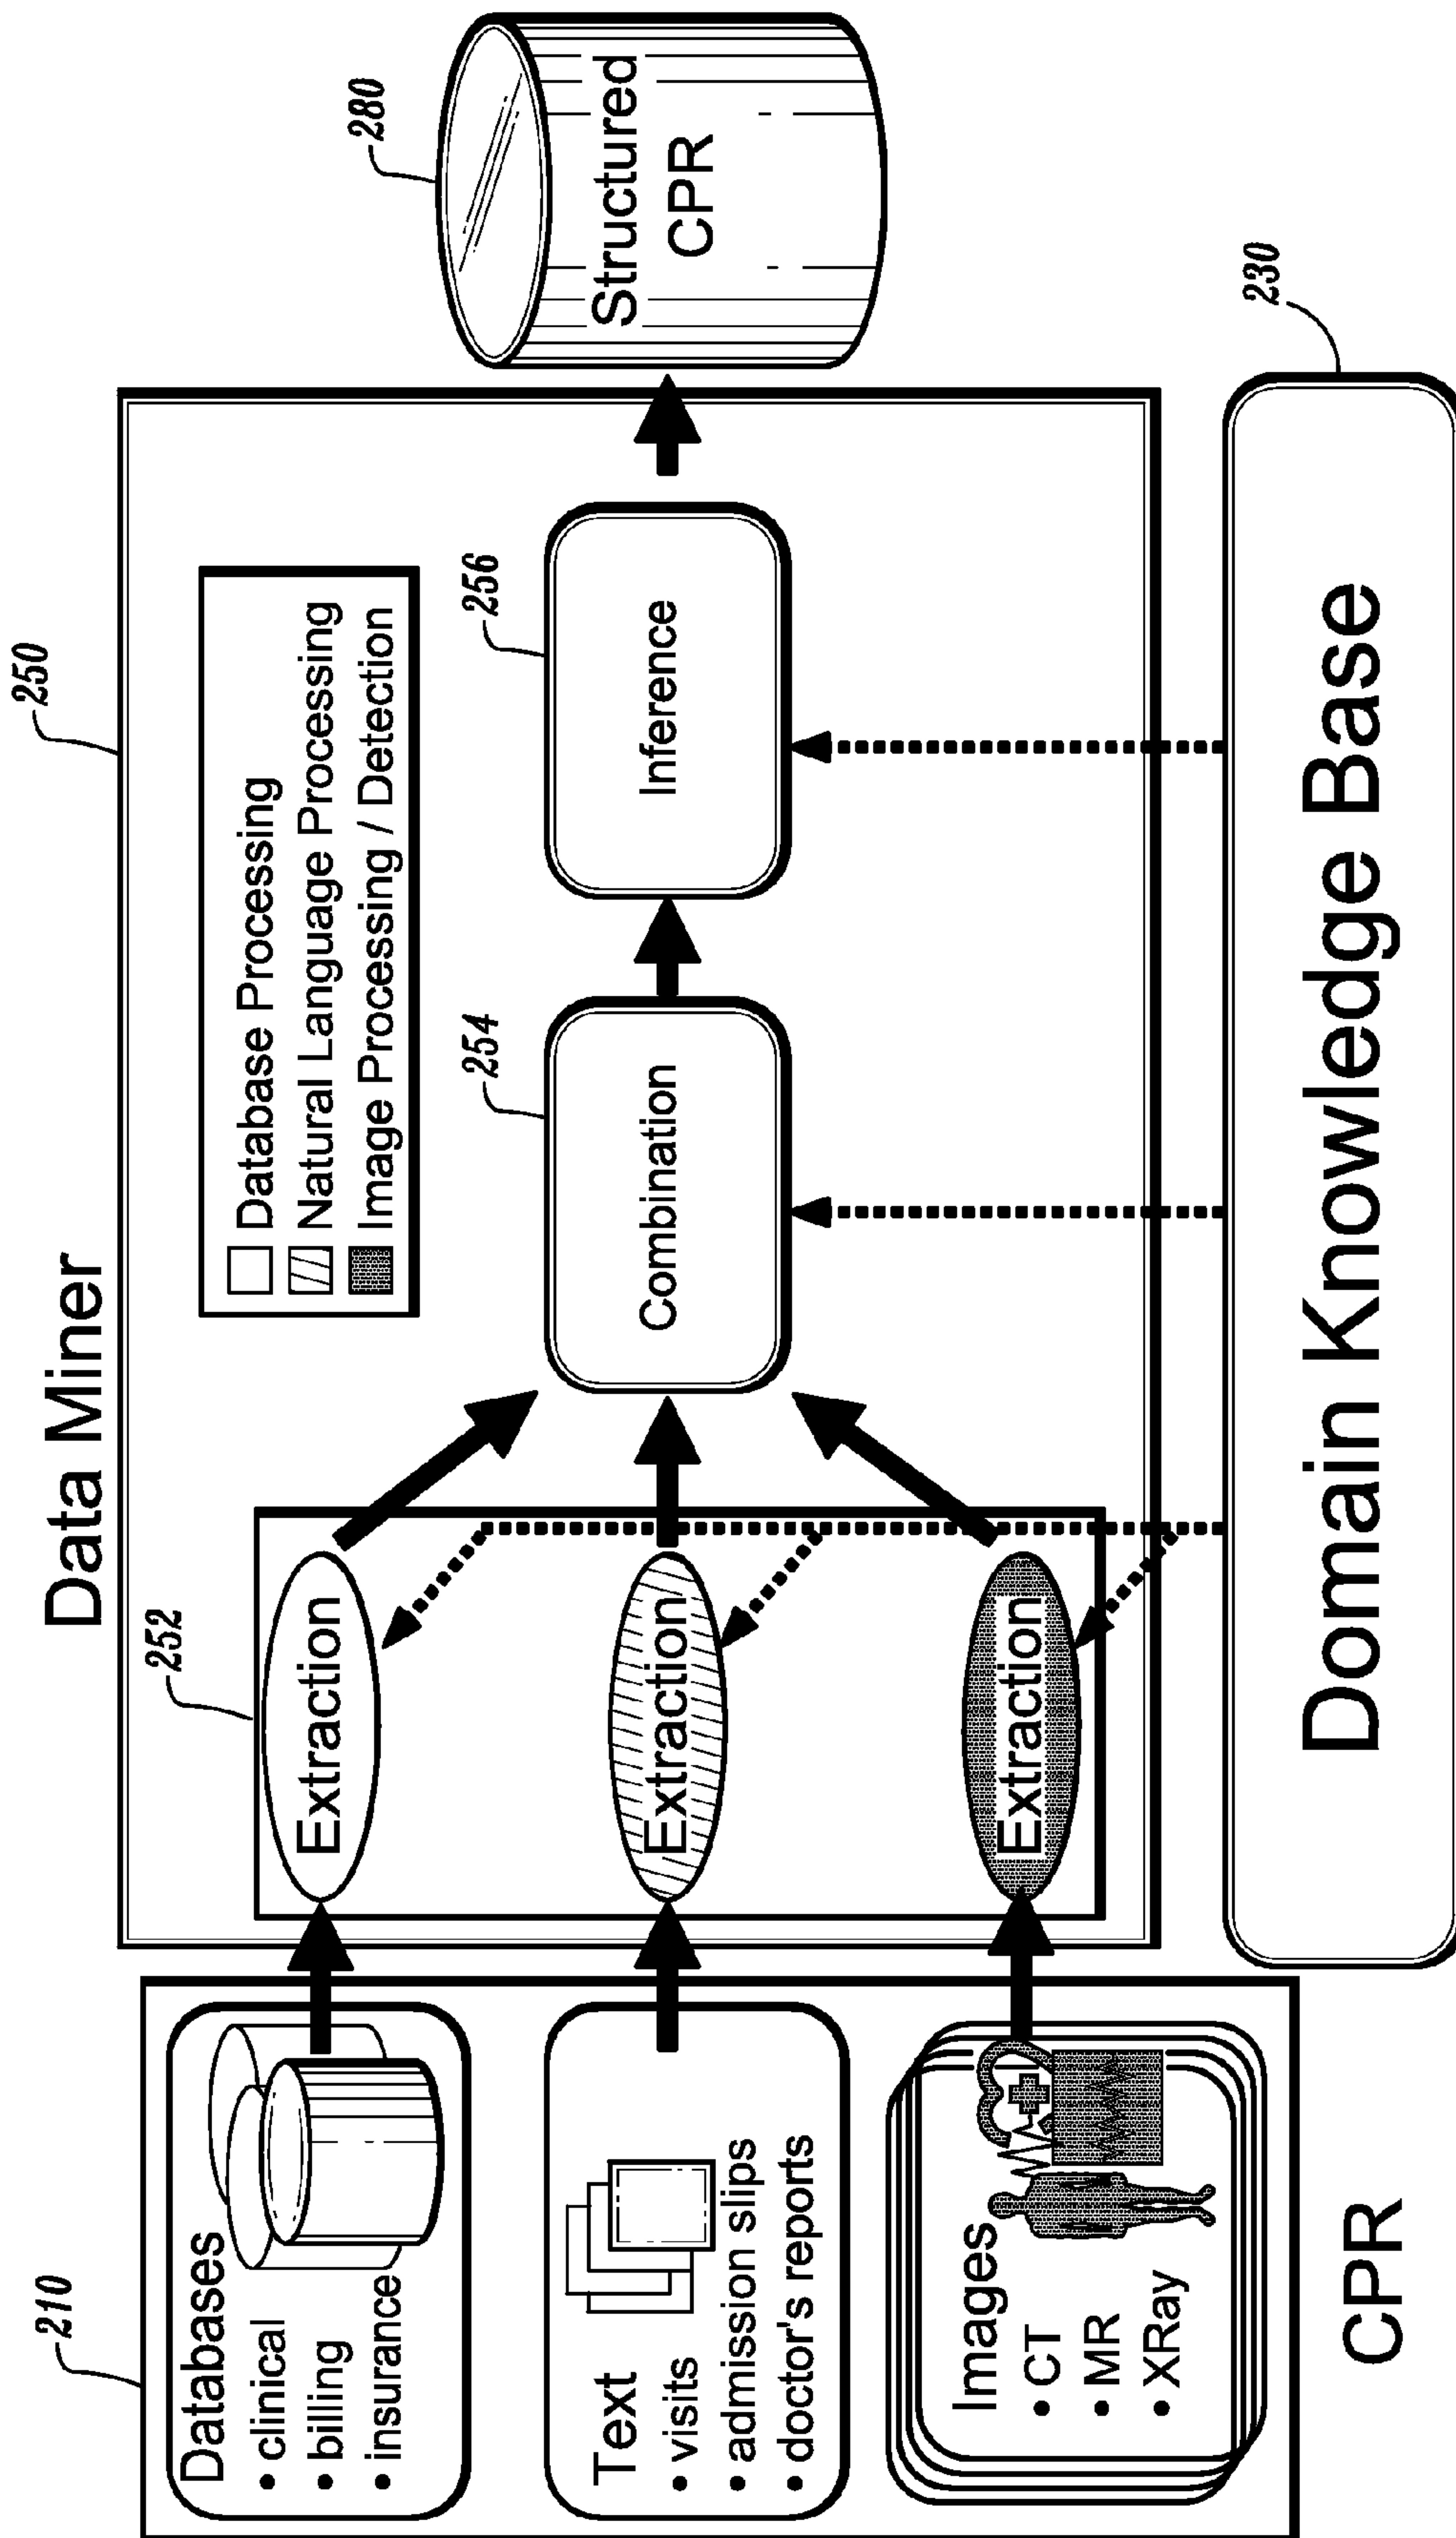 Data Miner
210
Databases
• clinical
• billing
• insurance
Text
• visits
• admission slips
• doctor's reports
Images
• CT
• MR
• XRay
CPR
250
252
Extraction
Extraction
Extraction
Database Processing
Natural Language Processing
Image Processing / Detection
254
Combination
256
Inference
280
Structured
CPR
230
Domain Knowledge Base